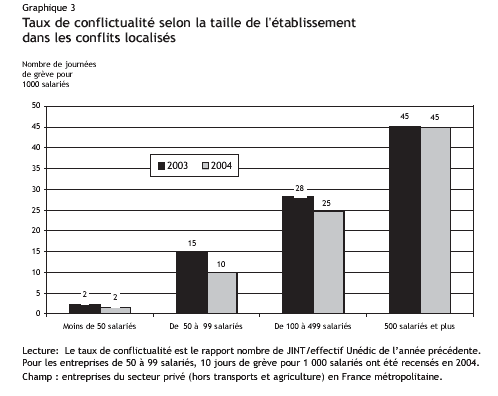 Graphique 3
Taux de conflictualité selon la taille de l'établissement
dans les conflits localisés
Nombre de journées
de grève pour
1000 salariés
50
45
40
35
30
25
20
15
10
5
0
2003 2004
2 2
15 10
28 25
45 45
Moins de 50 salariés De 50 à 99 salariés De 100 à 499 salariés 500 salariés et plus
Lecture: Le taux de conflictualité est le rapport nombre de JINT/effectif Unédic de l'année précédente.
Pour les entreprises de 50 à 99 salariés, 10 jours de grève pour 1 000 salariés ont été recensés en 2004.
Champ : entreprises du secteur privé (hors transports et agriculture) en France métropolitaine.